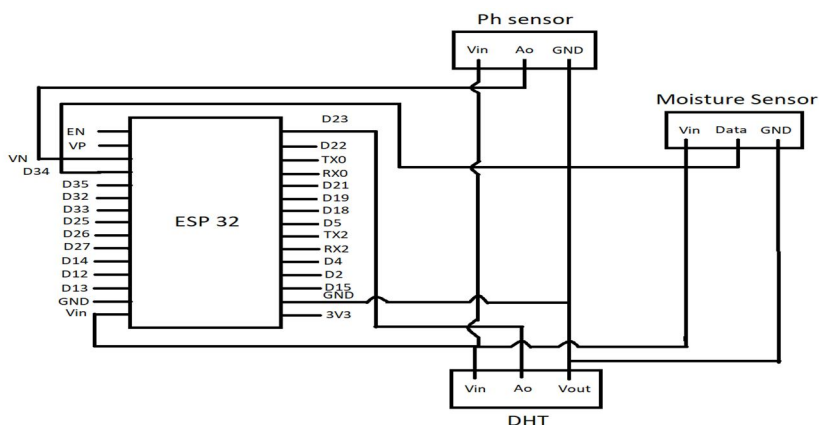 Ph sensor
Vin Ao GND
Moisture Sensor
Vin Data GND
D23
EN
VP
VN
D34
D35
D32
D33
D25
D26
D27
D14
D12
D13
GND
Vin
ESP 32
D22
TX0
RX0
D21
D19
D18
D5
TX2
RX2
D4
D2
D15
GND
3V3
Vin Ao Vout
DHT